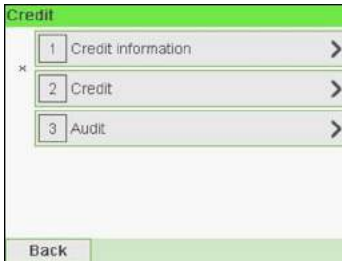 Credit
1 Credit information
×
2 Credit
3 Audit
Back